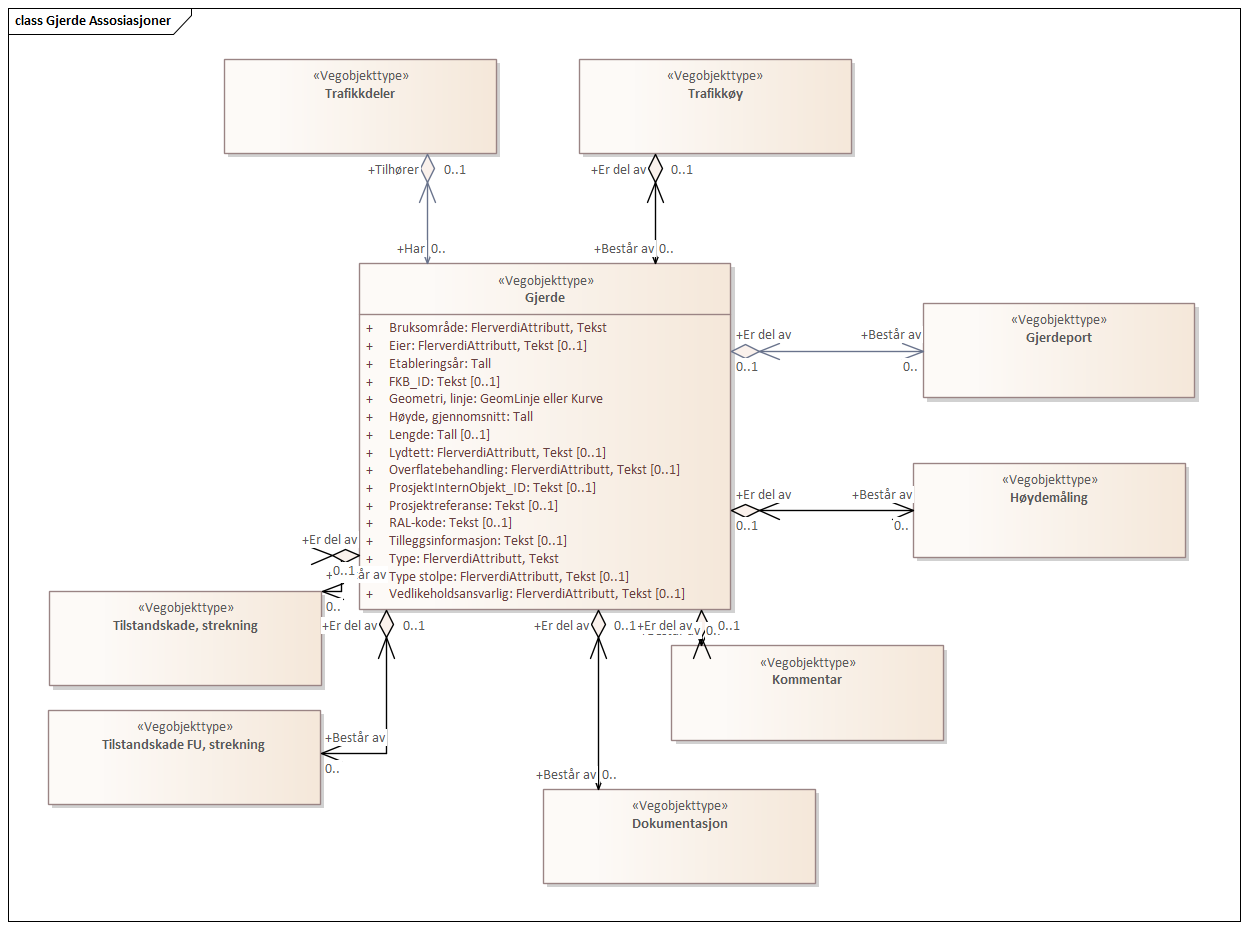 class Gjerde Assosiasjoner
«Vegobjekttype»
Trafikkdeler
«Vegobjekttype»
Trafikkøy
+Tilhører 0..1
+Er del av 0..1
+Har 0..
+Består av 0..
«Vegobjekttype»
Gjerde
+ Bruksområde: FlerverdiAttributt, Tekst
+ Eier: FlerverdiAttributt, Tekst [0..1]
+ Etableringsår: Tall
+ FKB_ID: Tekst [0..1]
+ Geometri, linje: GeomLinje eller Kurve
+ Høyde, gjennomsnitt: Tall
+ Lengde: Tall [0..1]
+ Lydtett: FlerverdiAttributt, Tekst [0..1]
+ Overflatebehandling: FlerverdiAttributt, Tekst [0..1]
+ ProsjektInternObjekt_ID: Tekst [0..1]
+ Prosjektreferanse: Tekst [0..1]
+ RAL-kode: Tekst [0..1]
+ Tilleggsinformasjon: Tekst [0..1]
+ Type: FlerverdiAttributt, Tekst
Type stolpe: FlerverdiAttributt, Tekst [0..1]
+ Vedlikeholdsansvarlig: FlerverdiAttributt, Tekst [0..1]
+Er del av
0..1
+Består av
0..
«Vegobjekttype»
Gjerdeport
+Er del av
0..1
+Består av
0..
«Vegobjekttype»
Høydemåling
+Er del av
0..1
+ år av
0..
«Vegobjekttype»
Tilstandskade, strekning
+Er del av 0..1
+Består av
0..
«Vegobjekttype»
Tilstandskade FU, strekning
+Er del av 0..1
+Består av 0..
«Vegobjekttype»
Dokumentasjon
+Er del av 0..1
0..
«Vegobjekttype»
Kommentar